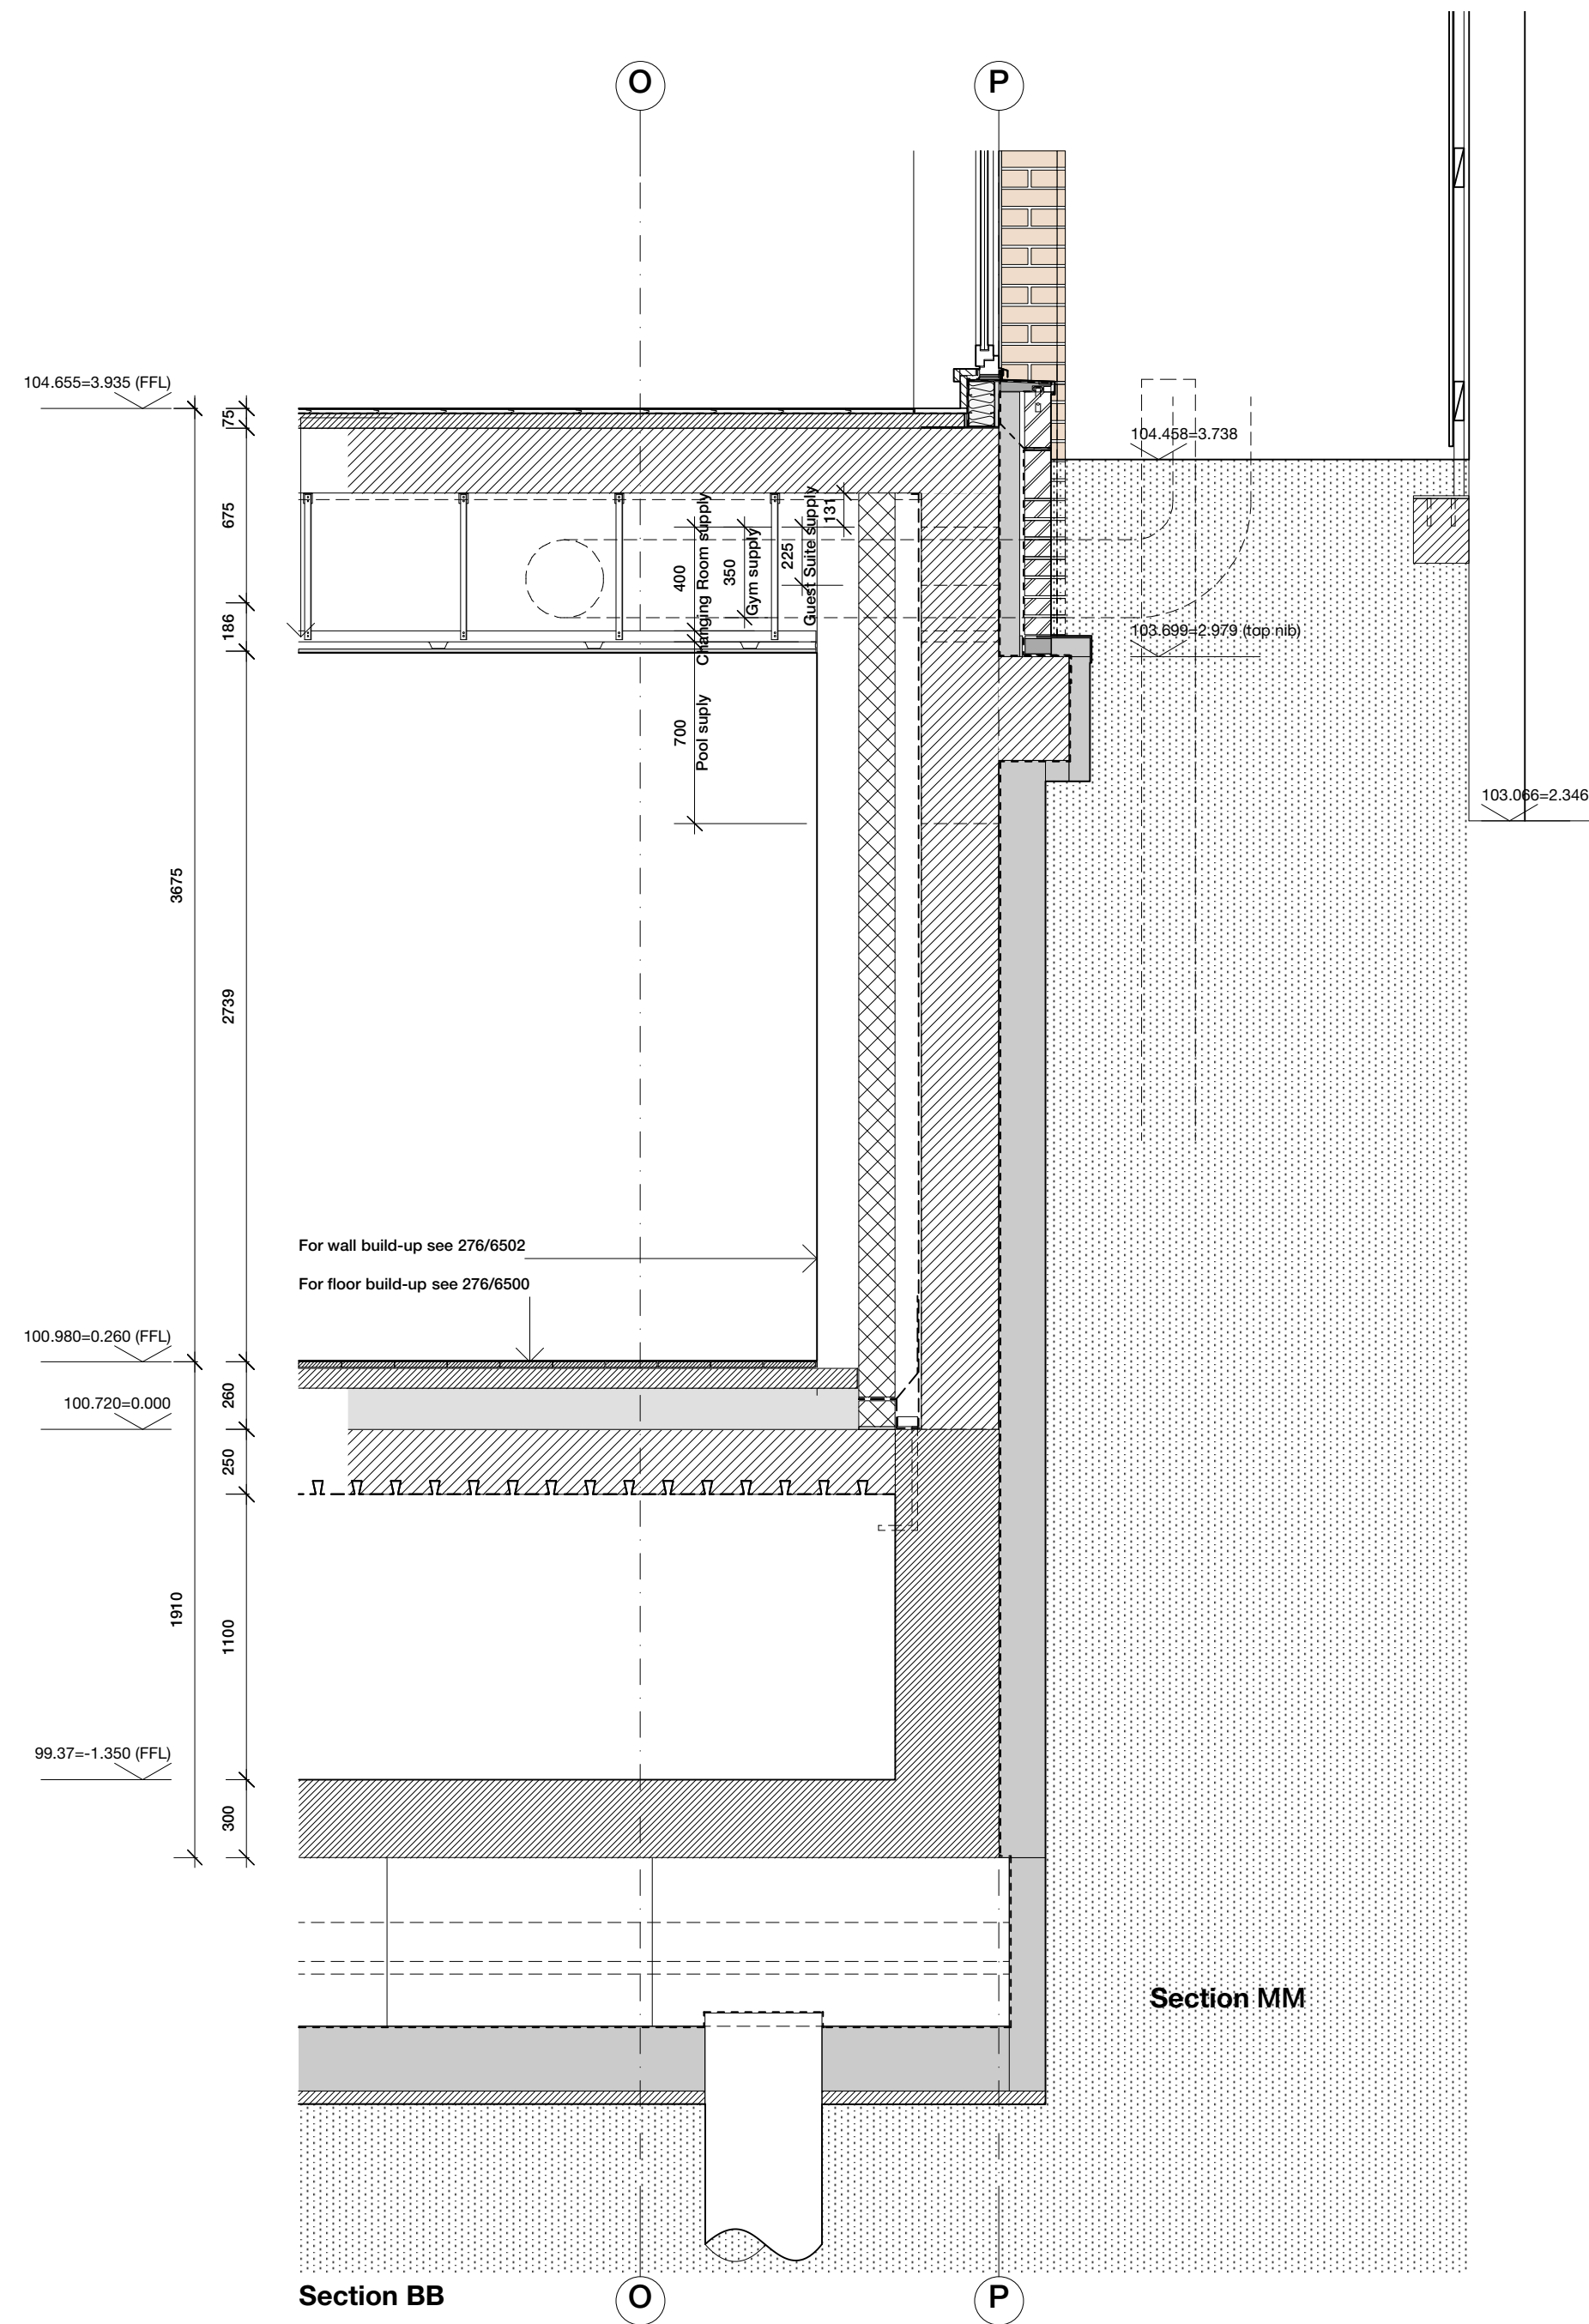 O
P
104.655=3.935 (FFL)
75
104.458=3.738
675
131
Changing Room supply
400
350
Gym supply
225
Guest Suite supply
186
103.699=2.979 (top nib)
700
Pool suply
103.066=2.346
3675
2739
For wall build-up see 276/6502
For floor build-up see 276/6500
100.980=0.260 (FFL)
260
100.720=0.000
250
1910
1100
99.37=-1.350 (FFL)
300
Section MM
Section BB
O
P